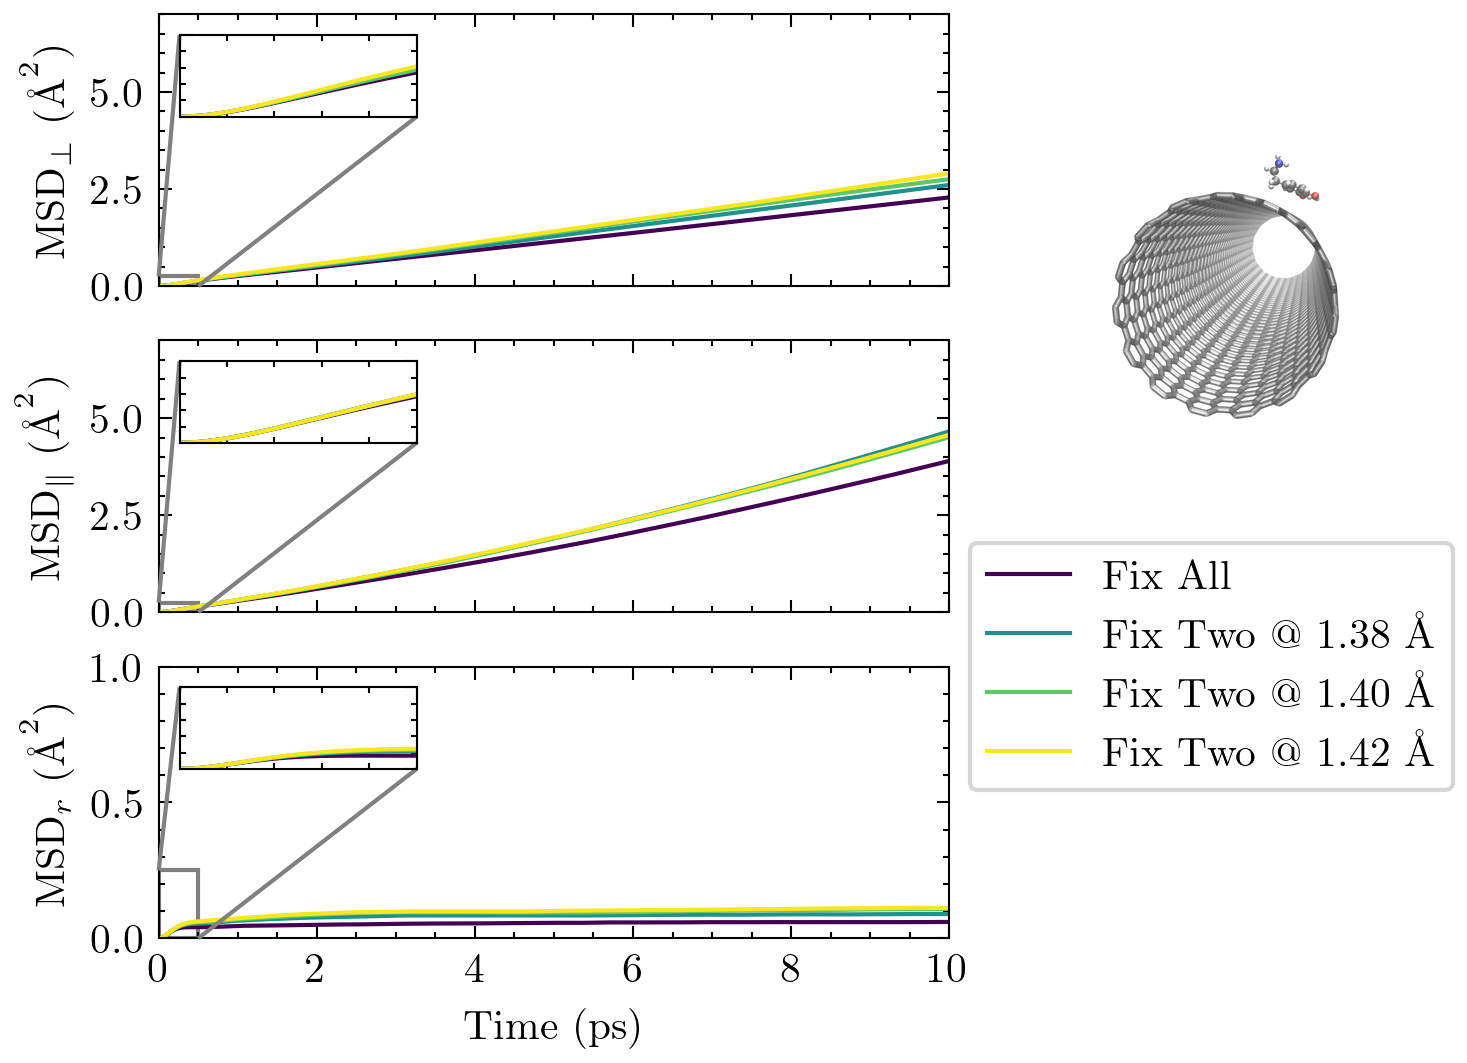 MSD⊥ (Å²)
5.0
2.5
0.0
MSD∥ (Å²)
5.0
2.5
0.0
MSDᵣ (Å²)
1.0
0.5
0.0
0 2 4 6 8 10
Time (ps)
Fix All
Fix Two @ 1.38 Å
Fix Two @ 1.40 Å
Fix Two @ 1.42 Å